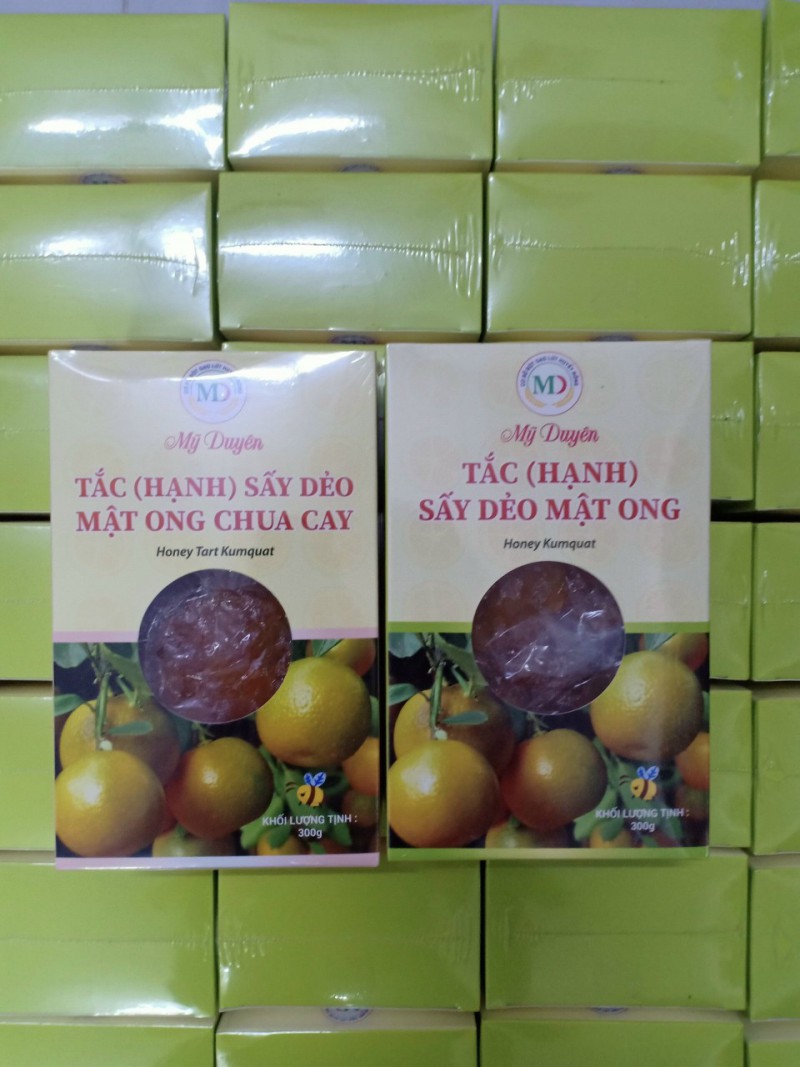 MD
Mỹ Duyên
TẮC (HẠNH) SẤY DẺO
MẬT ONG CHUA CAY
Honey Tart Kumquat
KHỐI LƯỢNG TỊNH :
300g
MD
Mỹ Duyên
TẮC (HẠNH)
SẤY DẺO MẬT ONG
Honey Kumquat
KHỐI LƯỢNG TỊNH :
300g